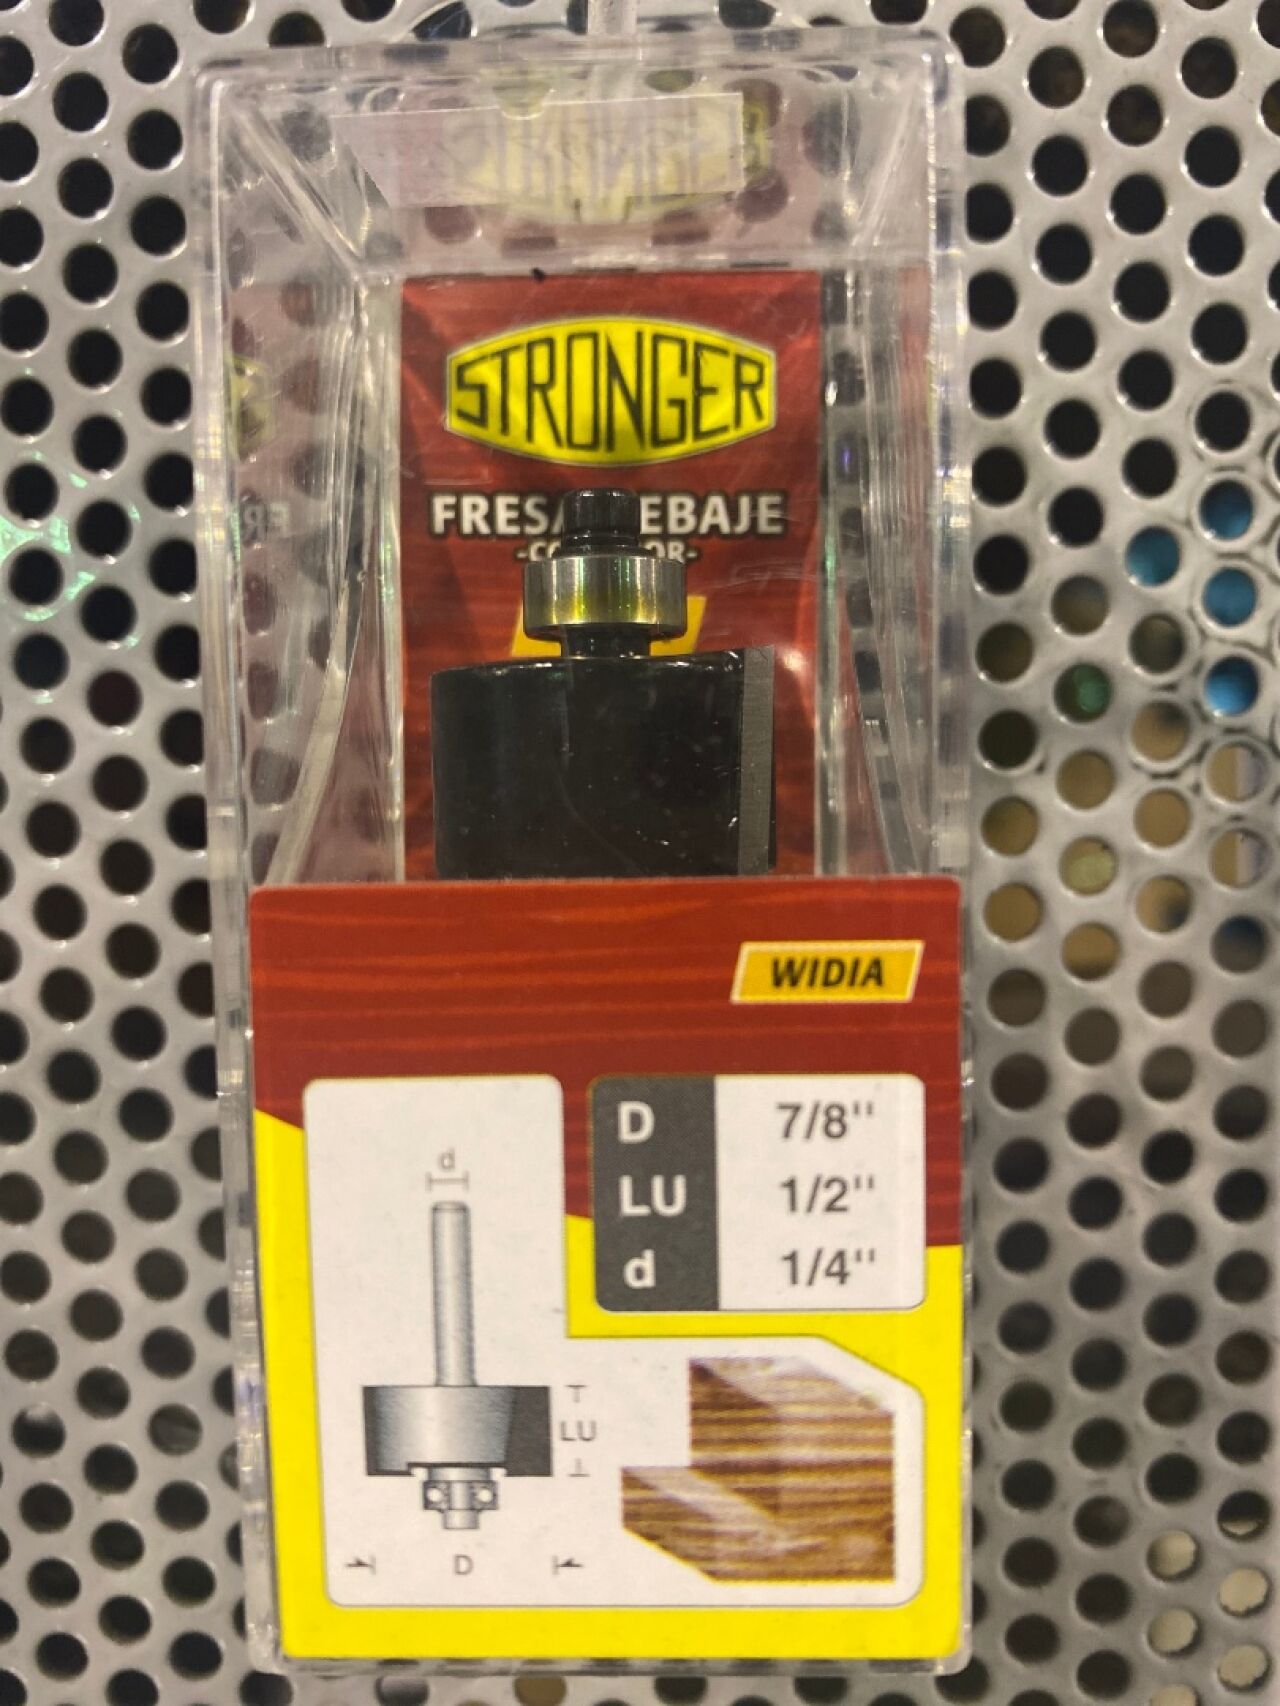 STRONGER
WIDIA
D 7/8"
LU 1/2"
d 1/4"
d
LU
D